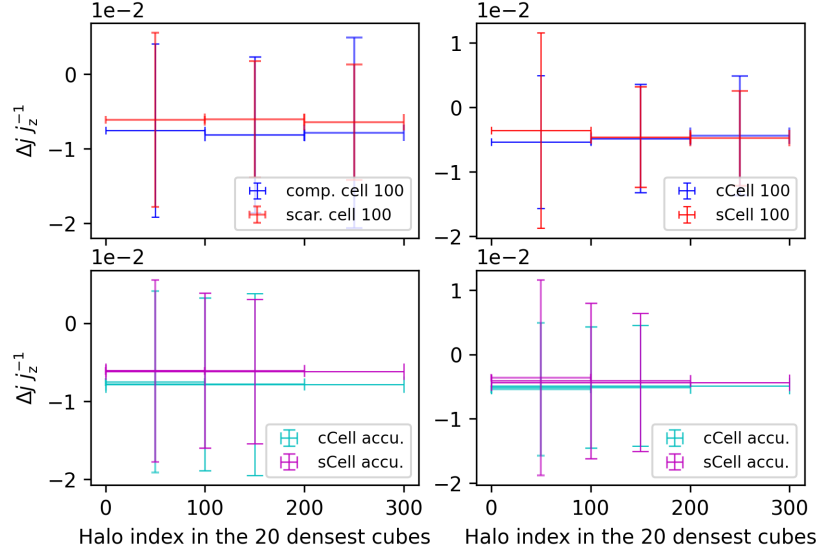 1e−2
0
−1
−2
Δj j_z^−1
comp. cell 100
scar. cell 100
1e−2
1
0
−1
−2
cCell 100
sCell 100
1e−2
0
−1
−2
Δj j_z^−1
cCell accu.
sCell accu.
0 100 200 300
Halo index in the 20 densest cubes
1e−2
1
0
−1
−2
cCell accu.
sCell accu.
0 100 200 300
Halo index in the 20 densest cubes